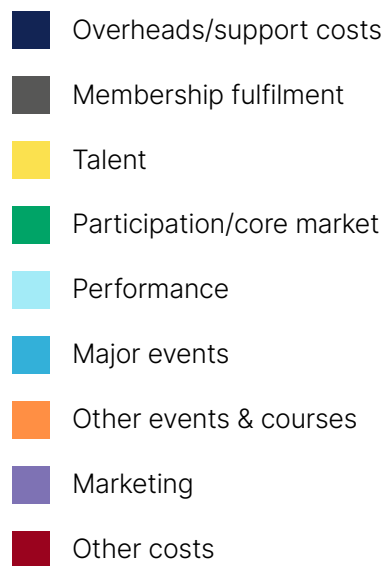 Overheads/support costs
Membership fulfilment
Talent
Participation/core market
Performance
Major events
Other events & courses
Marketing
Other costs